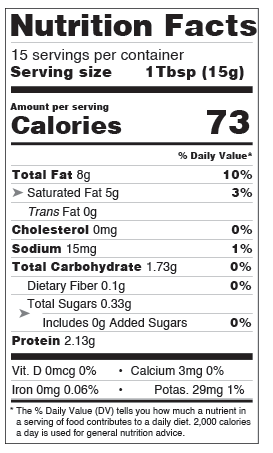 Nutrition Facts
15 servings per container
Serving size 1Tbsp (15g)
Amount per serving
Calories 73
% Daily Value*
Total Fat 8g 10%
➤ Saturated Fat 5g 3%
Trans Fat 0g
Cholesterol 0mg 0%
Sodium 15mg 1%
Total Carbohydrate 1.73g 0%
Dietary Fiber 0.1g 0%
➤ Total Sugars 0.33g
Includes 0g Added Sugars 0%
Protein 2.13g
Vit. D 0mcg 0% • Calcium 3mg 0%
Iron 0mg 0.06% • Potas. 29mg 1%
* The % Daily Value (DV) tells you how much a nutrient in
a serving of food contributes to a daily diet. 2,000 calories
a day is used for general nutrition advice.